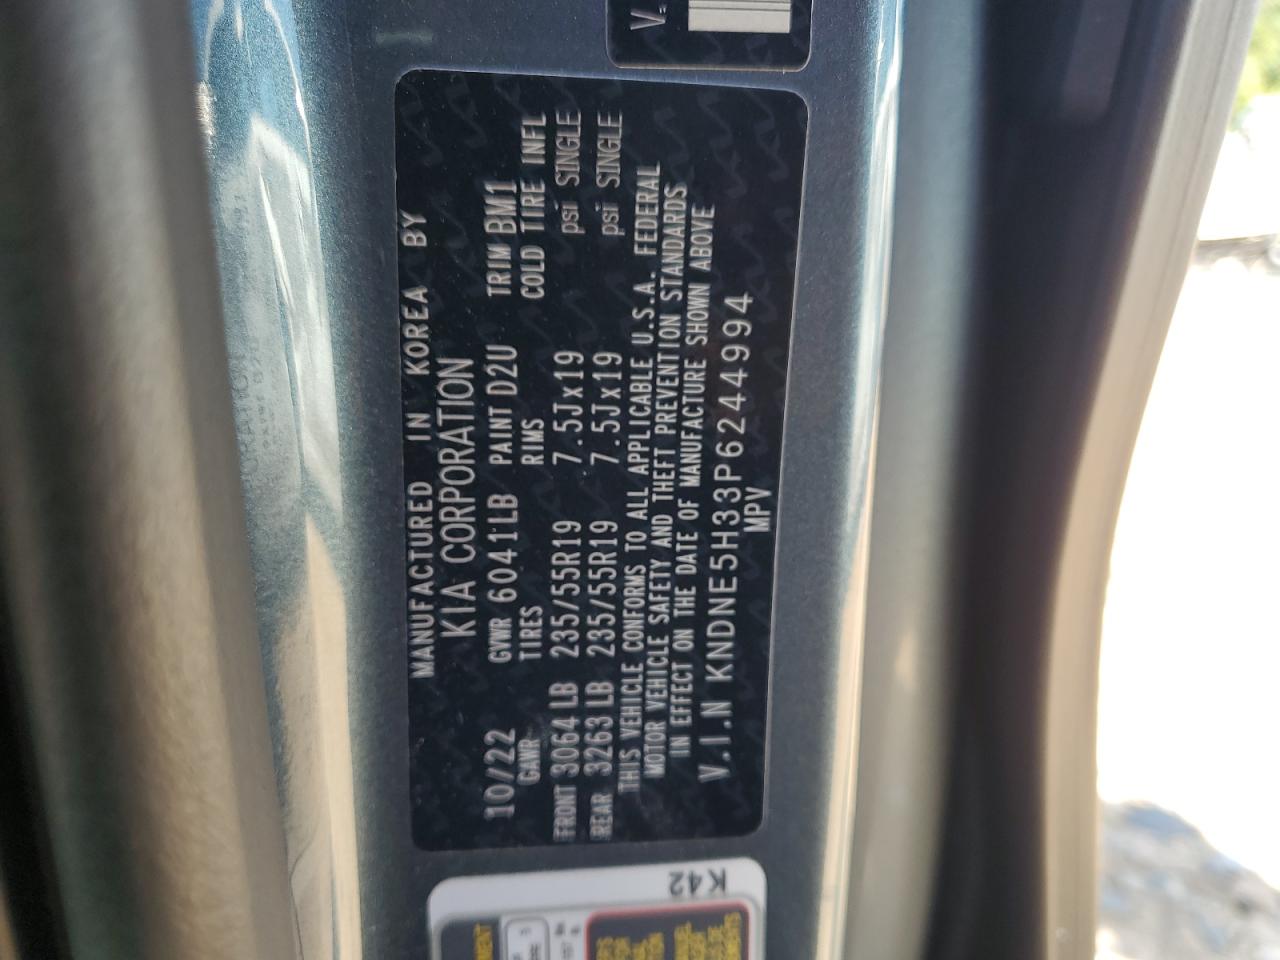 MANUFACTURED IN KOREA BY
KIA CORPORATION
10/22 GVWR 6041LB PAINT D2U TRIM BM1
GAWR TIRES RIMS COLD TIRE INFL
FRONT 3064 LB 235/55R19 7.5Jx19 psi SINGLE
REAR 3263 LB 235/55R19 7.5Jx19 psi SINGLE
THIS VEHICLE CONFORMS TO ALL APPLICABLE U.S.A. FEDERAL
MOTOR VEHICLE SAFETY AND THEFT PREVENTION STANDARDS
IN EFFECT ON THE DATE OF MANUFACTURE SHOWN ABOVE
V.I.N KNDNE5H33P6244994
MPV
V.
K42